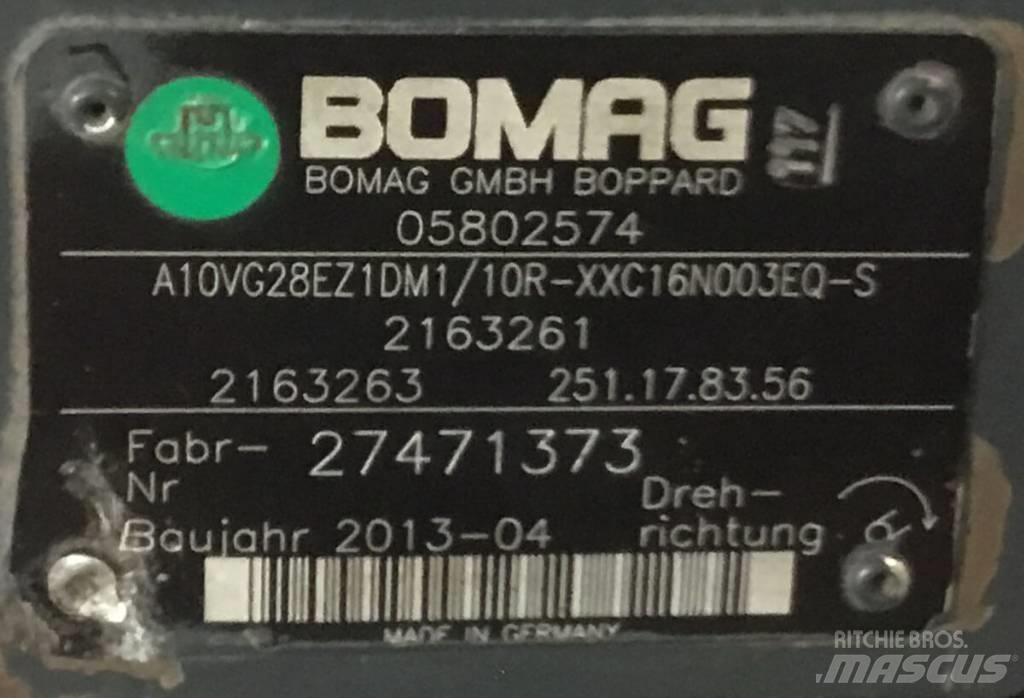 BOMAG
BOMAG GMBH BOPPARD
05802574
A10VG28EZ1DM1/10R-XXC16N003EQ-S
2163261
2163263 251.17.83.56
Fabr-
Nr 27471373
Baujahr 2013-04
Dreh-
richtung R
MADE IN GERMANY
RITCHIE BROS.
MASCUS